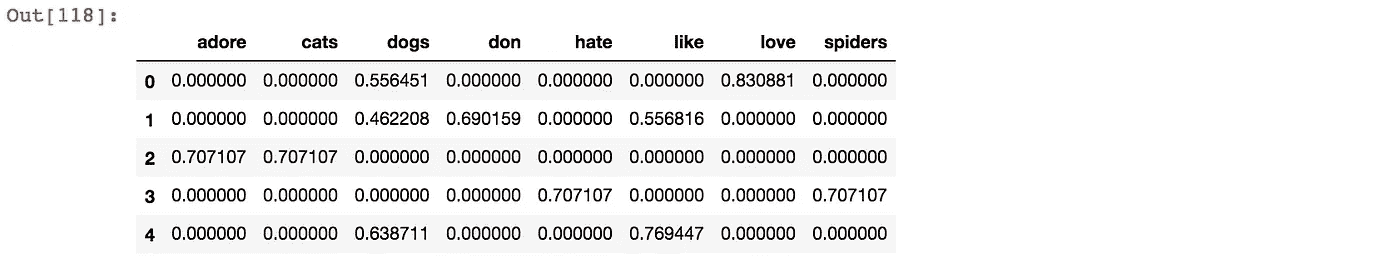 Out[118]:
adore cats dogs don hate like love spiders
0 0.000000 0.000000 0.556451 0.000000 0.000000 0.000000 0.830881 0.000000
1 0.000000 0.000000 0.462208 0.690159 0.000000 0.556816 0.000000 0.000000
2 0.707107 0.707107 0.000000 0.000000 0.000000 0.000000 0.000000 0.000000
3 0.000000 0.000000 0.000000 0.000000 0.707107 0.000000 0.000000 0.707107
4 0.000000 0.000000 0.638711 0.000000 0.000000 0.769447 0.000000 0.000000